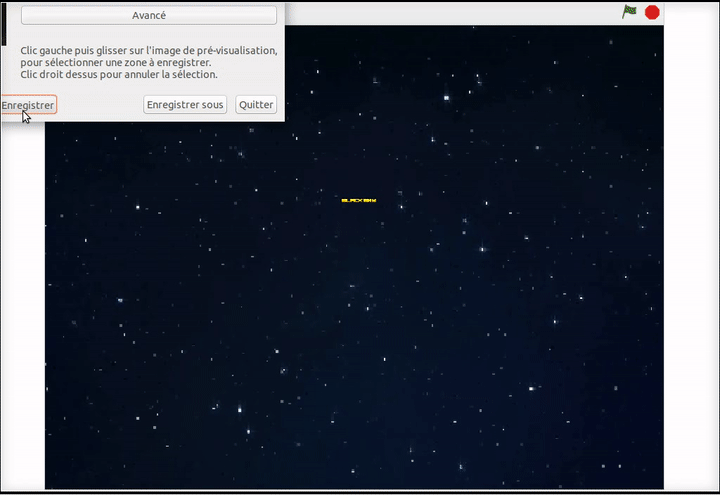 Avancé
Clic gauche puis glisser sur l'image de pré-visualisation,
pour sélectionner une zone à enregistrer.
Clic droit dessus pour annuler la sélection.
Enregistrer
Enregistrer sous
Quitter